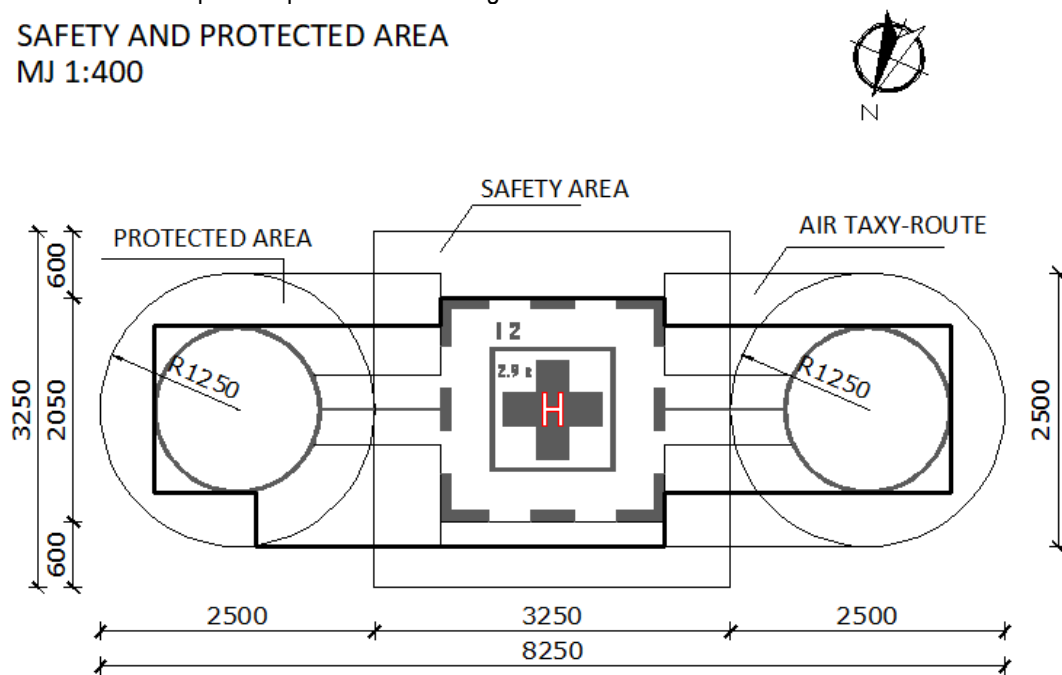 SAFETY AND PROTECTED AREA
MJ 1:400
N
SAFETY AREA
PROTECTED AREA
AIR TAXY-ROUTE
600
2050
600
3250
R1250
12
2.9 t
H
R1250
2500
2500
3250
2500
8250